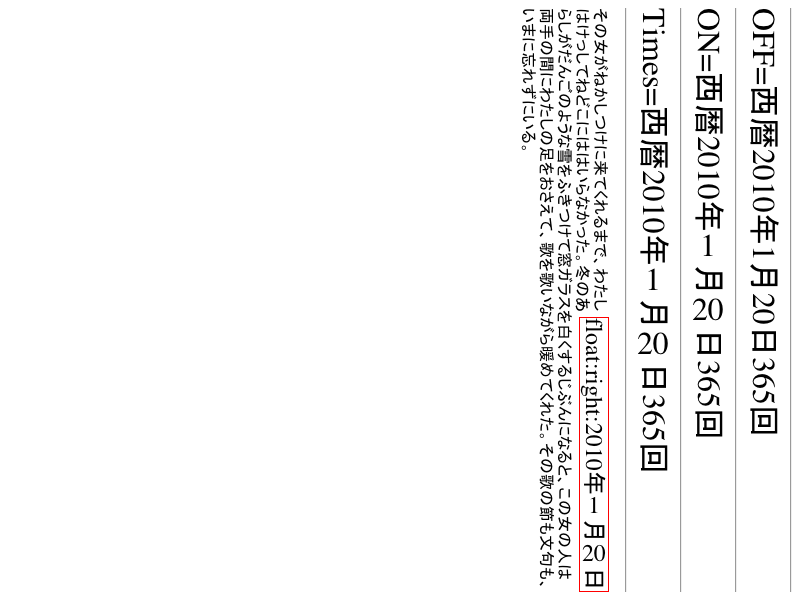 OFF=西暦2010年1月20日365回
ON=西暦2010年1月20日365回
Times=西暦2010年1月20日365回
float:right:2010年1月20日
その女がねかしつけに来てくれるまで、わたし
はけっしてねどこにははいらなかった。冬のあ
らしがだんごのような雪をふきつけて窓ガラスを白くするじぶんになると、この女の人は
両手の間にわたしの足をおさえて、歌を歌いながら暖めてくれた。その歌の節も文句も、
いまに忘れずにいる。